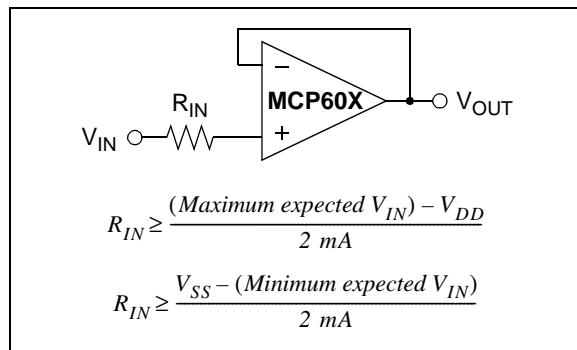 −
MCP60X
R_IN
V_IN
+
V_OUT
R_IN ≥ (Maximum expected V_IN) – V_DD / 2 mA
R_IN ≥ V_SS – (Minimum expected V_IN) / 2 mA